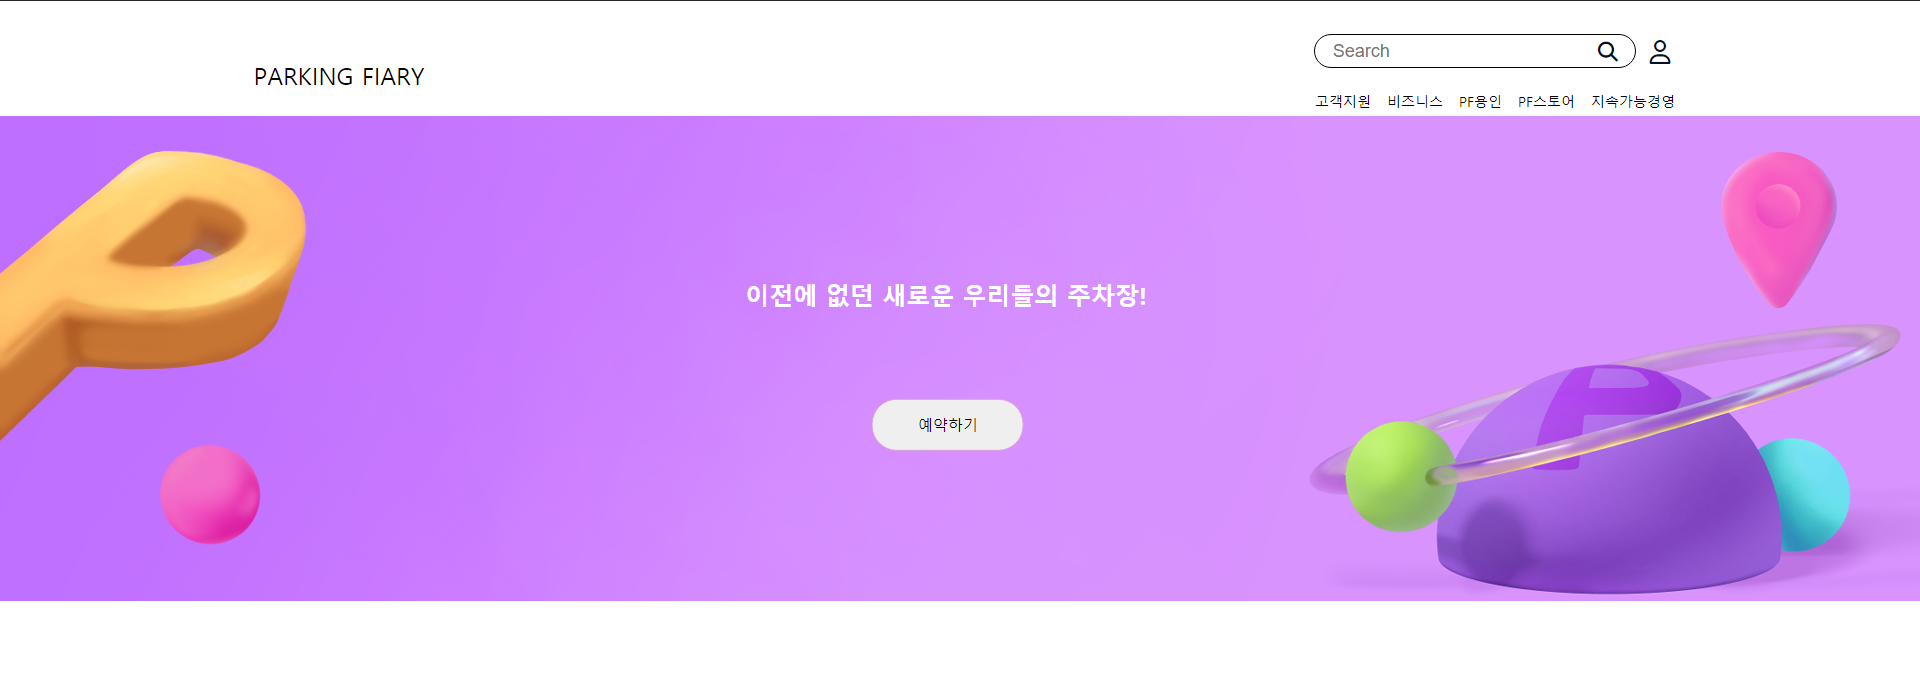 Search
PARKING FIARY
고객지원 비즈니스 PF용인 PF스토어 지속가능경영
이전에 없던 새로운 우리들의 주차장!
예약하기